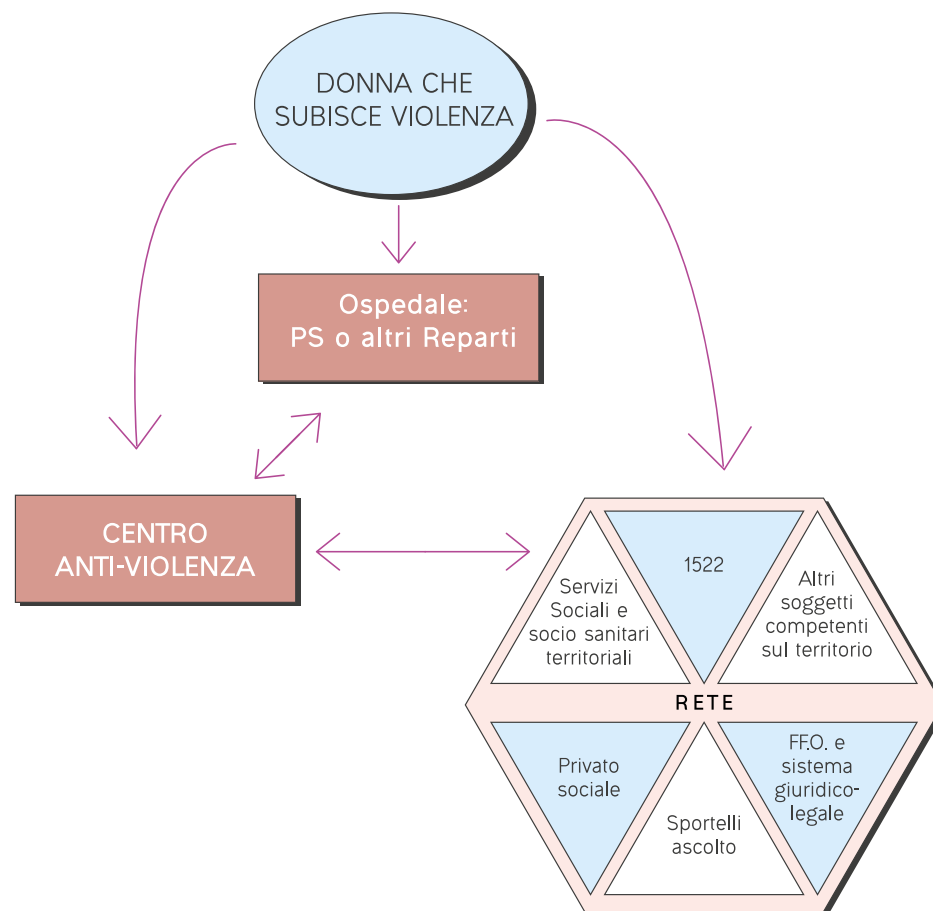 DONNA CHE
SUBISCE VIOLENZA
Ospedale:
PS o altri Reparti
CENTRO
ANTI-VIOLENZA
Servizi
Sociali e
socio sanitari
territoriali
1522
Altri
soggetti
competenti
sul territorio
RETE
Privato
sociale
Sportelli
ascolto
FF.O. e
sistema
giuridico-
legale